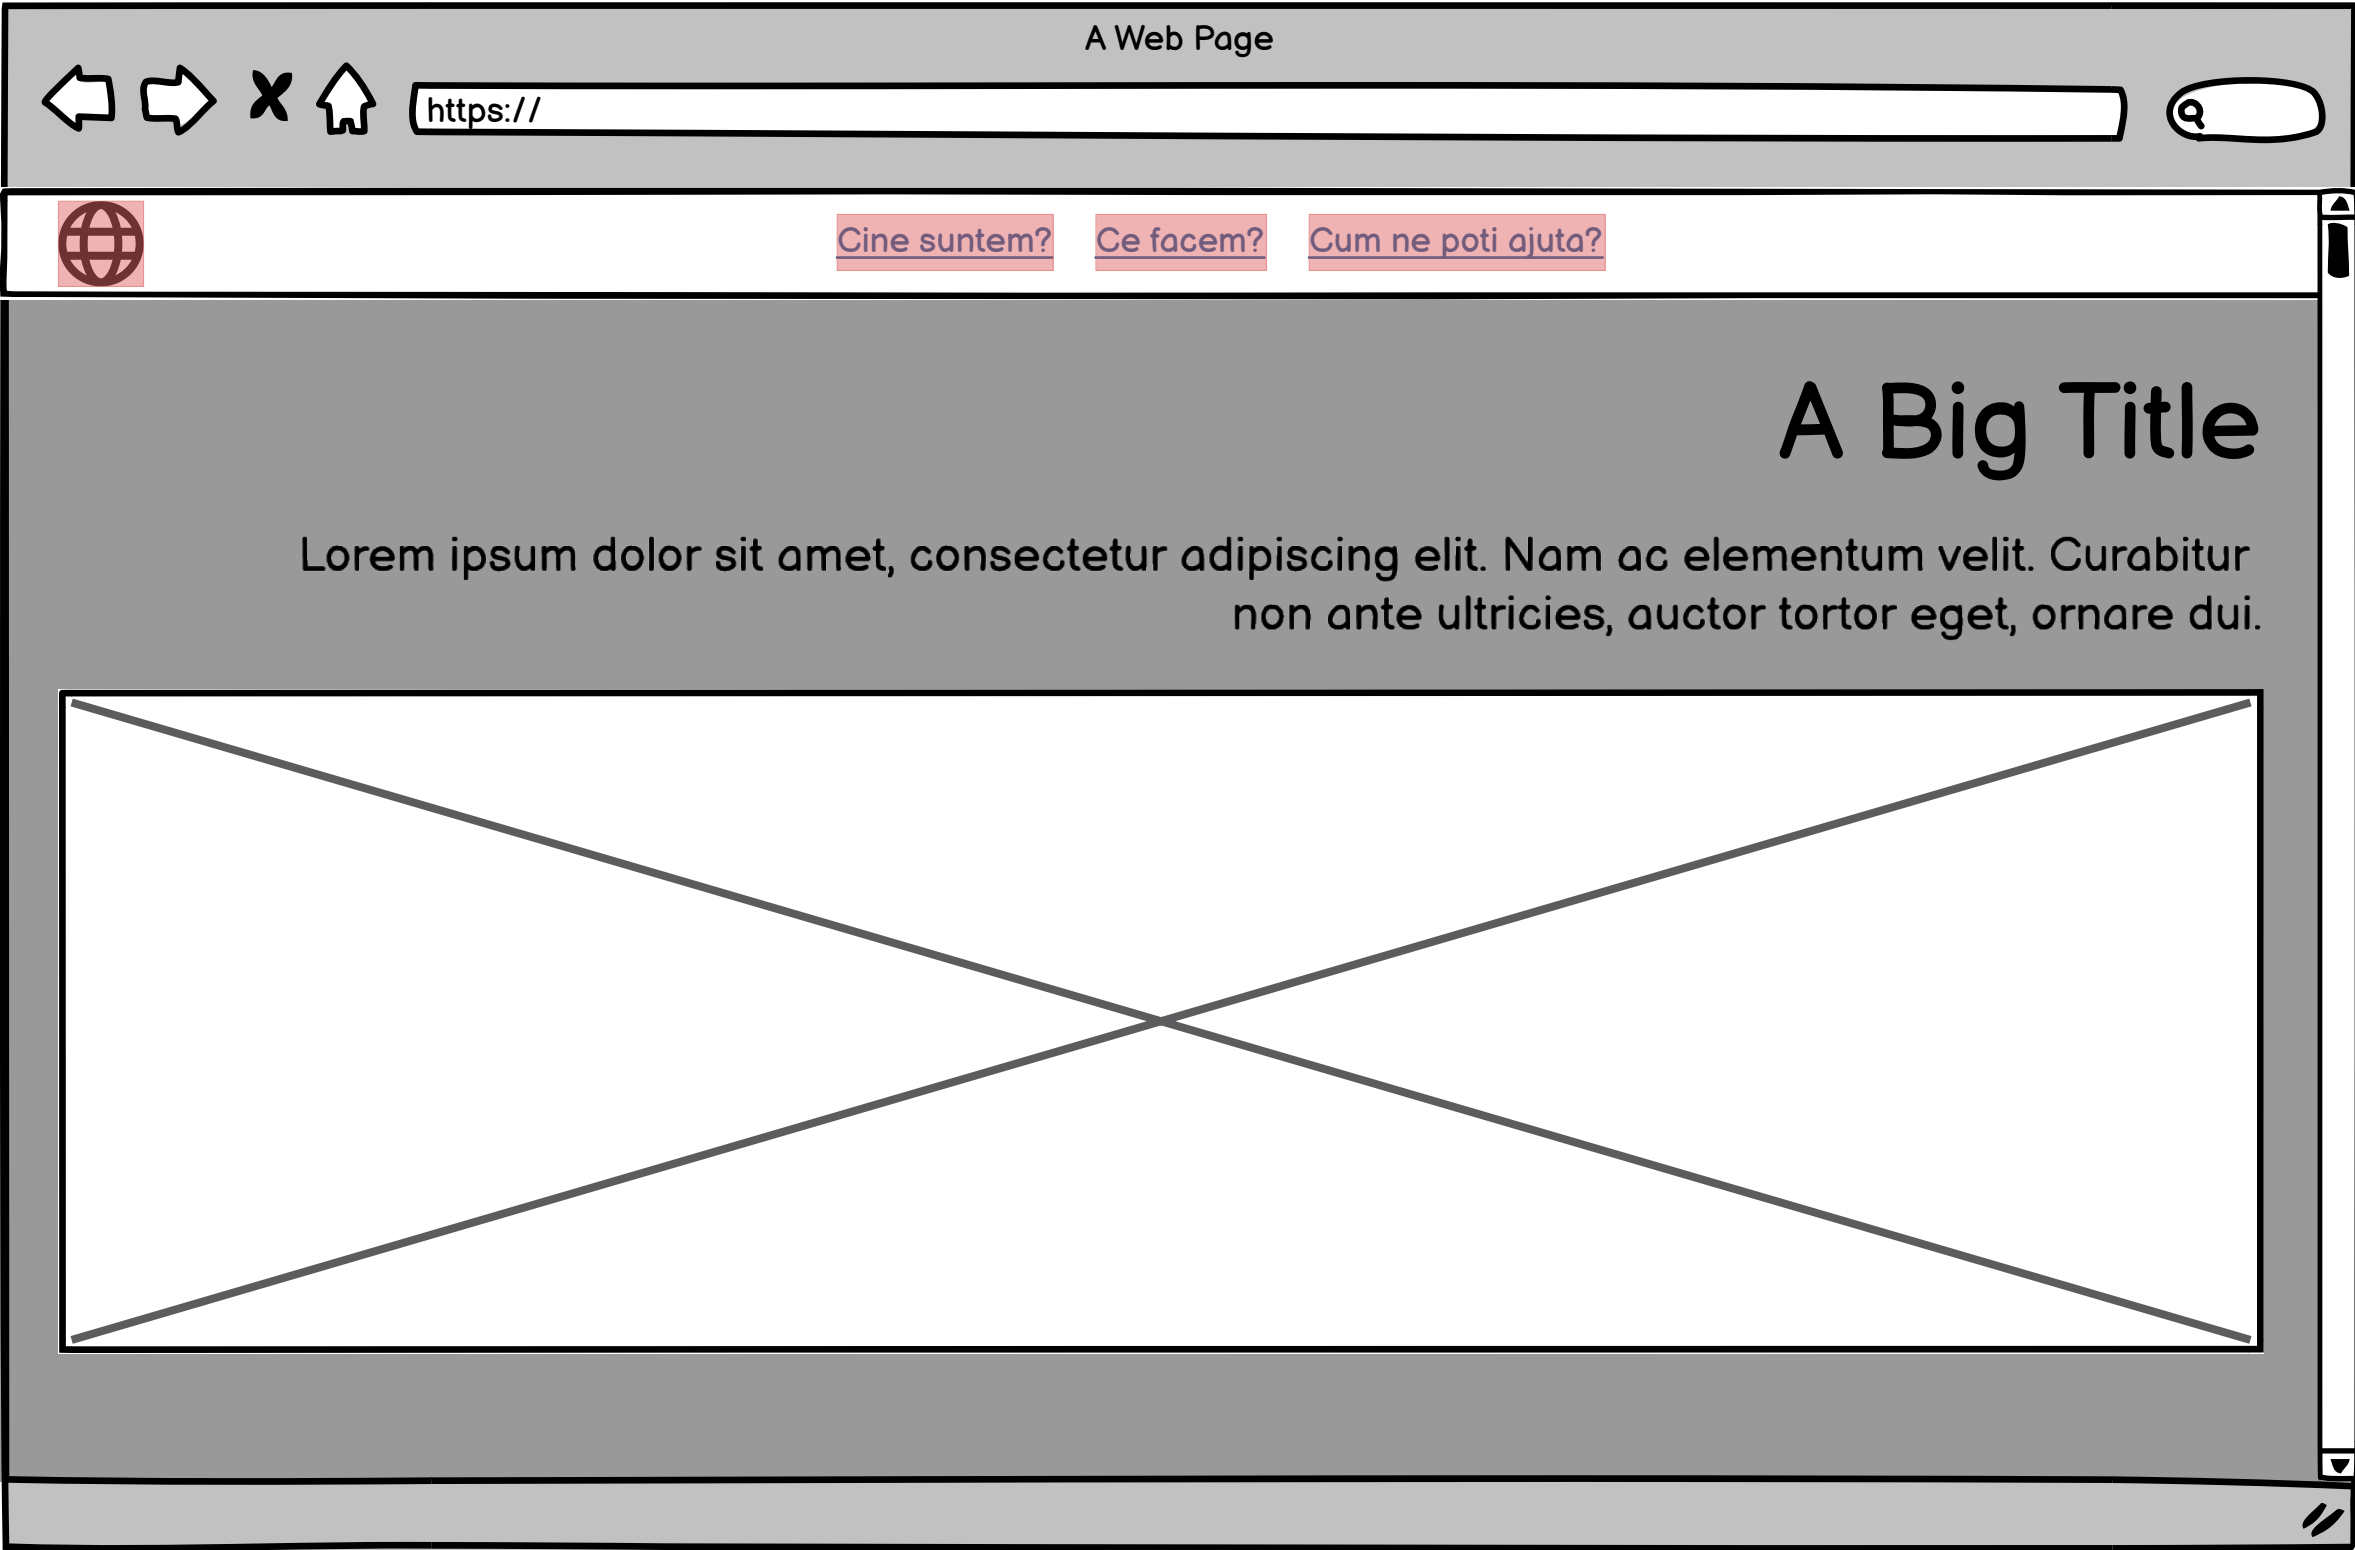 A Web Page
https://
Cine suntem? Ce facem? Cum ne poti ajuta?
A Big Title
Lorem ipsum dolor sit amet, consectetur adipiscing elit. Nam ac elementum velit. Curabitur
non ante ultricies, auctor tortor eget, ornare dui.